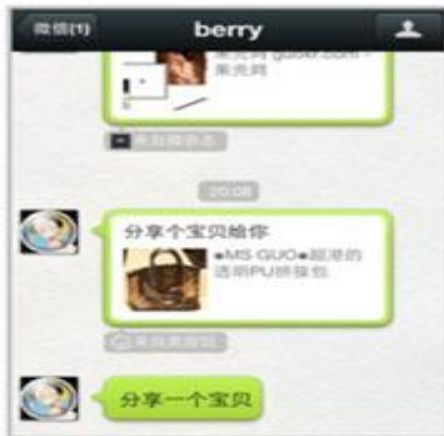 微信(1)
berry
果壳网 guokr.com -
果壳网
20:08
分享个宝贝给你
●MS GUO●超港的
透明PU拼接包
分享一个宝贝